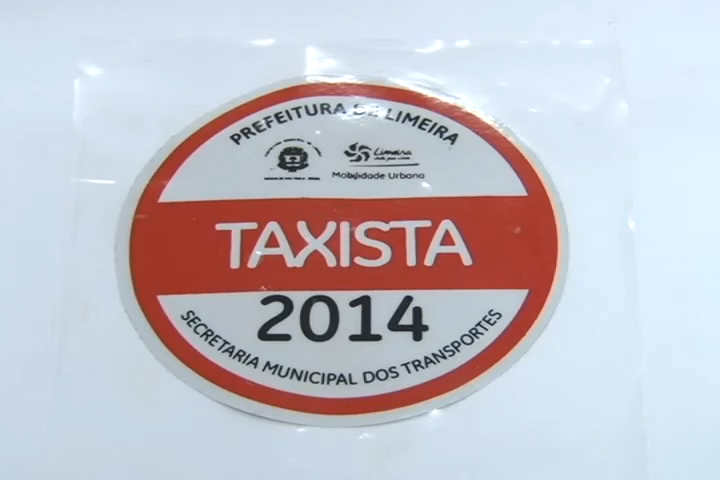 PREFEITURA DE LIMEIRA
Limeira
Mobilidade Urbana
TAXISTA
2014
SECRETARIA MUNICIPAL DOS TRANSPORTES